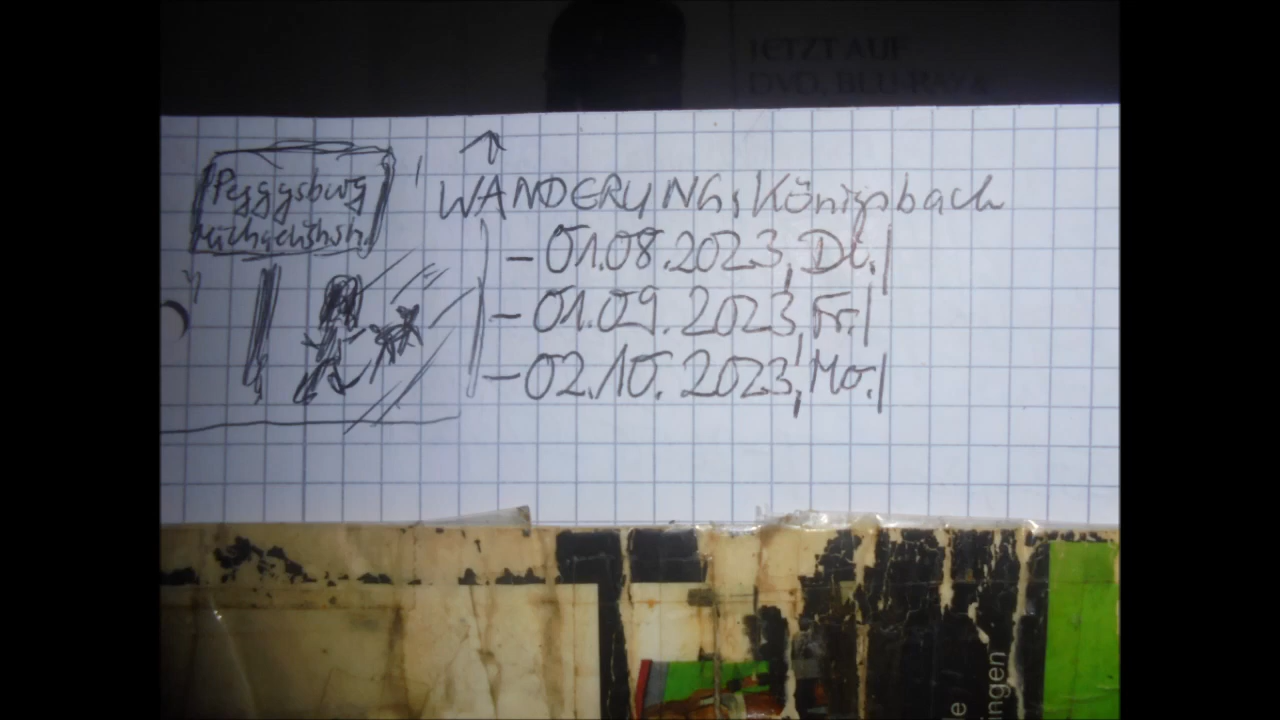 JETZT AUF
DVD, BLU-RAY &
Peggysburg
WANDERUNG, Königsbach
- 01.08.2023, Di.
- 01.09.2023, Fr.
- 02.10.2023, Mo.
ingen